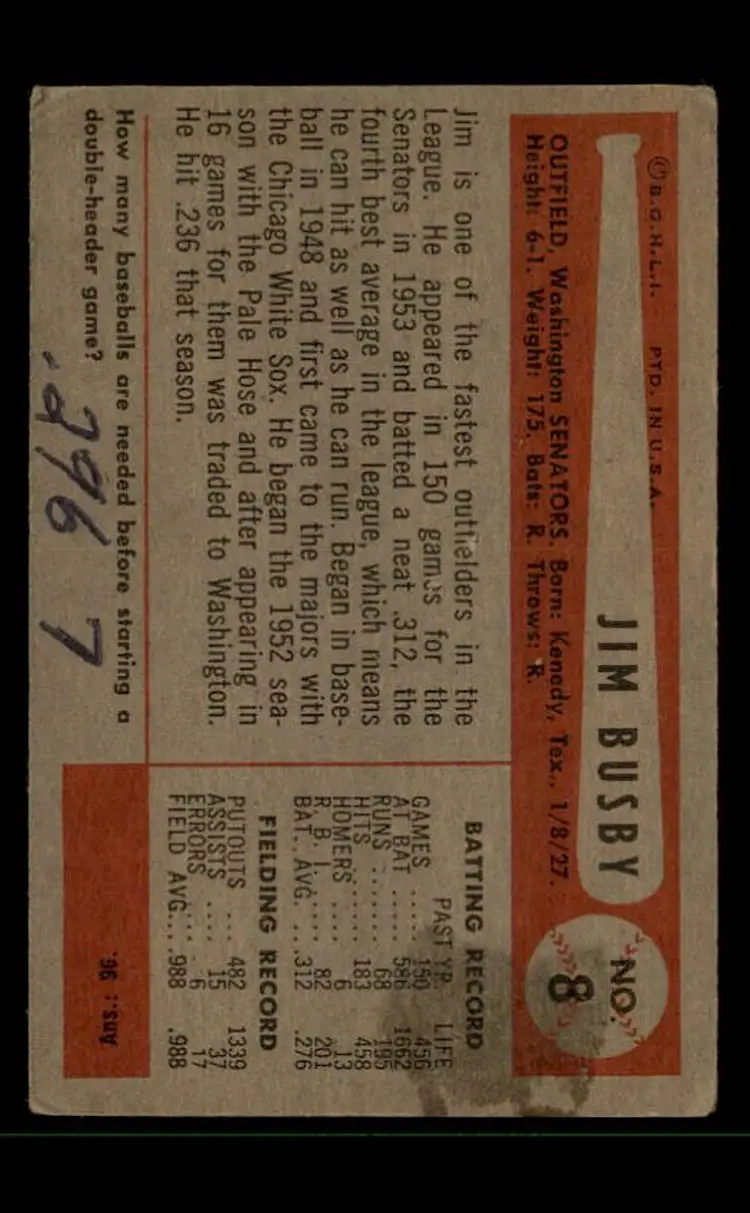 © B.G.H.L.I. PTD. IN U.S.A.
JIM BUSBY
NO. 8
OUTFIELD, Washington SENATORS. Born: Kenedy, Tex., 1/8/27.
Height: 6-1. Weight: 175. Bats: R. Throws: R.
Jim is one of the fastest outfielders in the
League. He appeared in 150 games for the
Senators in 1953 and batted a neat .312, the
fourth best average in the league, which means
he can hit as well as he can run. Began in base-
ball in 1948 and first came to the majors with
the Chicago White Sox. He began the 1952 sea-
son with the Pale Hose and after appearing in
16 games for them was traded to Washington.
He hit .236 that season.
BATTING RECORD
PAST YR. LIFE
GAMES ..... 150 456
AT BAT ..... 586 1662
RUNS ....... 68 195
HITS ....... 183 458
HOMERS .... 6 13
R. B. I. .... 82 201
BAT. AVG. ... .312 .276
FIELDING RECORD
PUTOUTS ... 482 1339
ASSISTS .... 15 37
ERRORS .... 6 17
FIELD AVG.... .988 .988
How many baseballs are needed before starting a
double-header game?
.296 7
Ans.: 96.